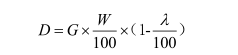 D = G × W/100 × (1-λ/100)